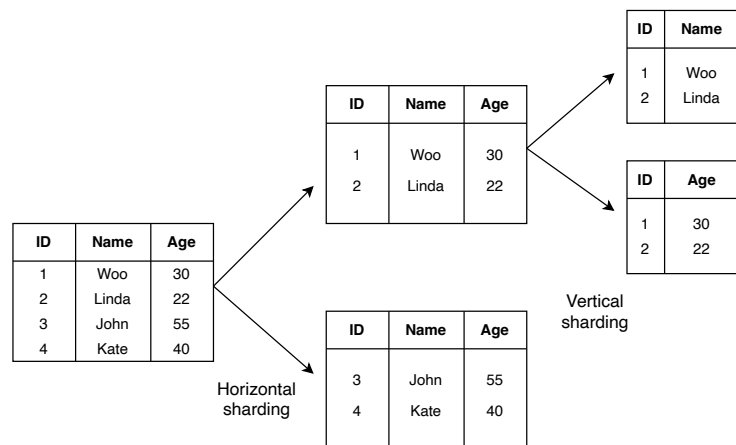 ID Name Age
1 Woo 30
2 Linda 22
3 John 55
4 Kate 40
Horizontal
sharding
ID Name Age
1 Woo 30
2 Linda 22
ID Name Age
3 John 55
4 Kate 40
ID Name
1 Woo
2 Linda
ID Age
1 30
2 22
Vertical
sharding